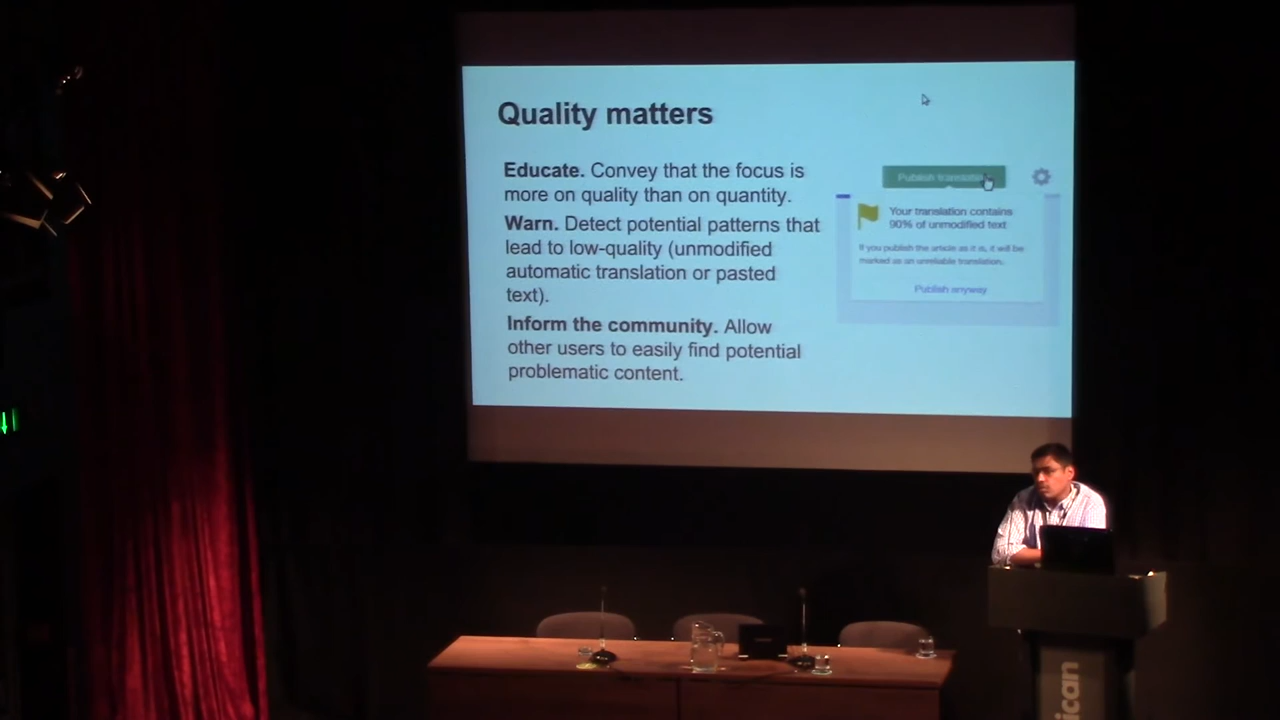 Quality matters
Educate. Convey that the focus is
more on quality than on quantity.
Warn. Detect potential patterns that
lead to low-quality (unmodified
automatic translation or pasted
text).
Inform the community. Allow
other users to easily find potential
problematic content.
Publish translation
Your translation contains
90% of unmodified text
If you publish the article as it is, it will be
marked as an unreliable translation.
Publish anyway
ican